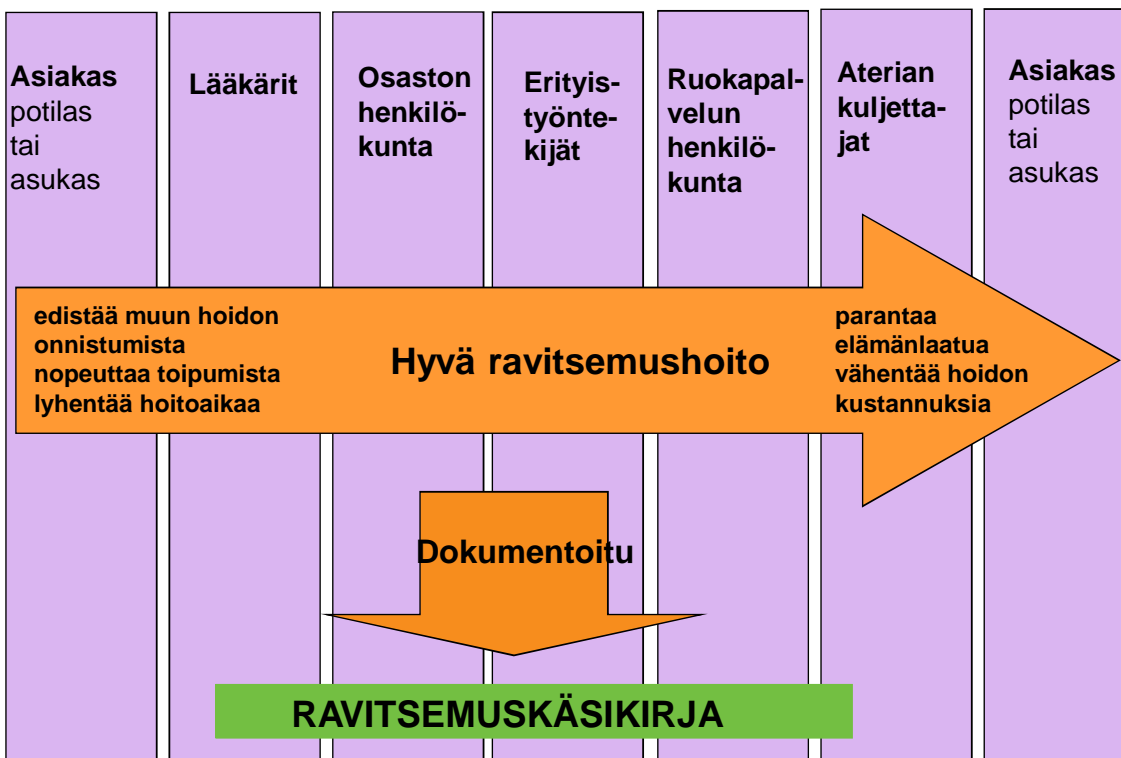 Asiakas
potilas
tai
asukas
Lääkärit
Osaston
henkilö-
kunta
Erityis-
työnte-
kijät
Ruokapal-
velun
henkilö-
kunta
Aterian
kuljetta-
jat
Asiakas
potilas
tai
asukas
edistää muun hoidon
onnistumista
nopeuttaa toipumista
lyhentää hoitoaikaa
Hyvä ravitsemushoito
parantaa
elämänlaatua
vähentää hoidon
kustannuksia
Dokumentoitu
RAVITSEMUSKÄSIKIRJA